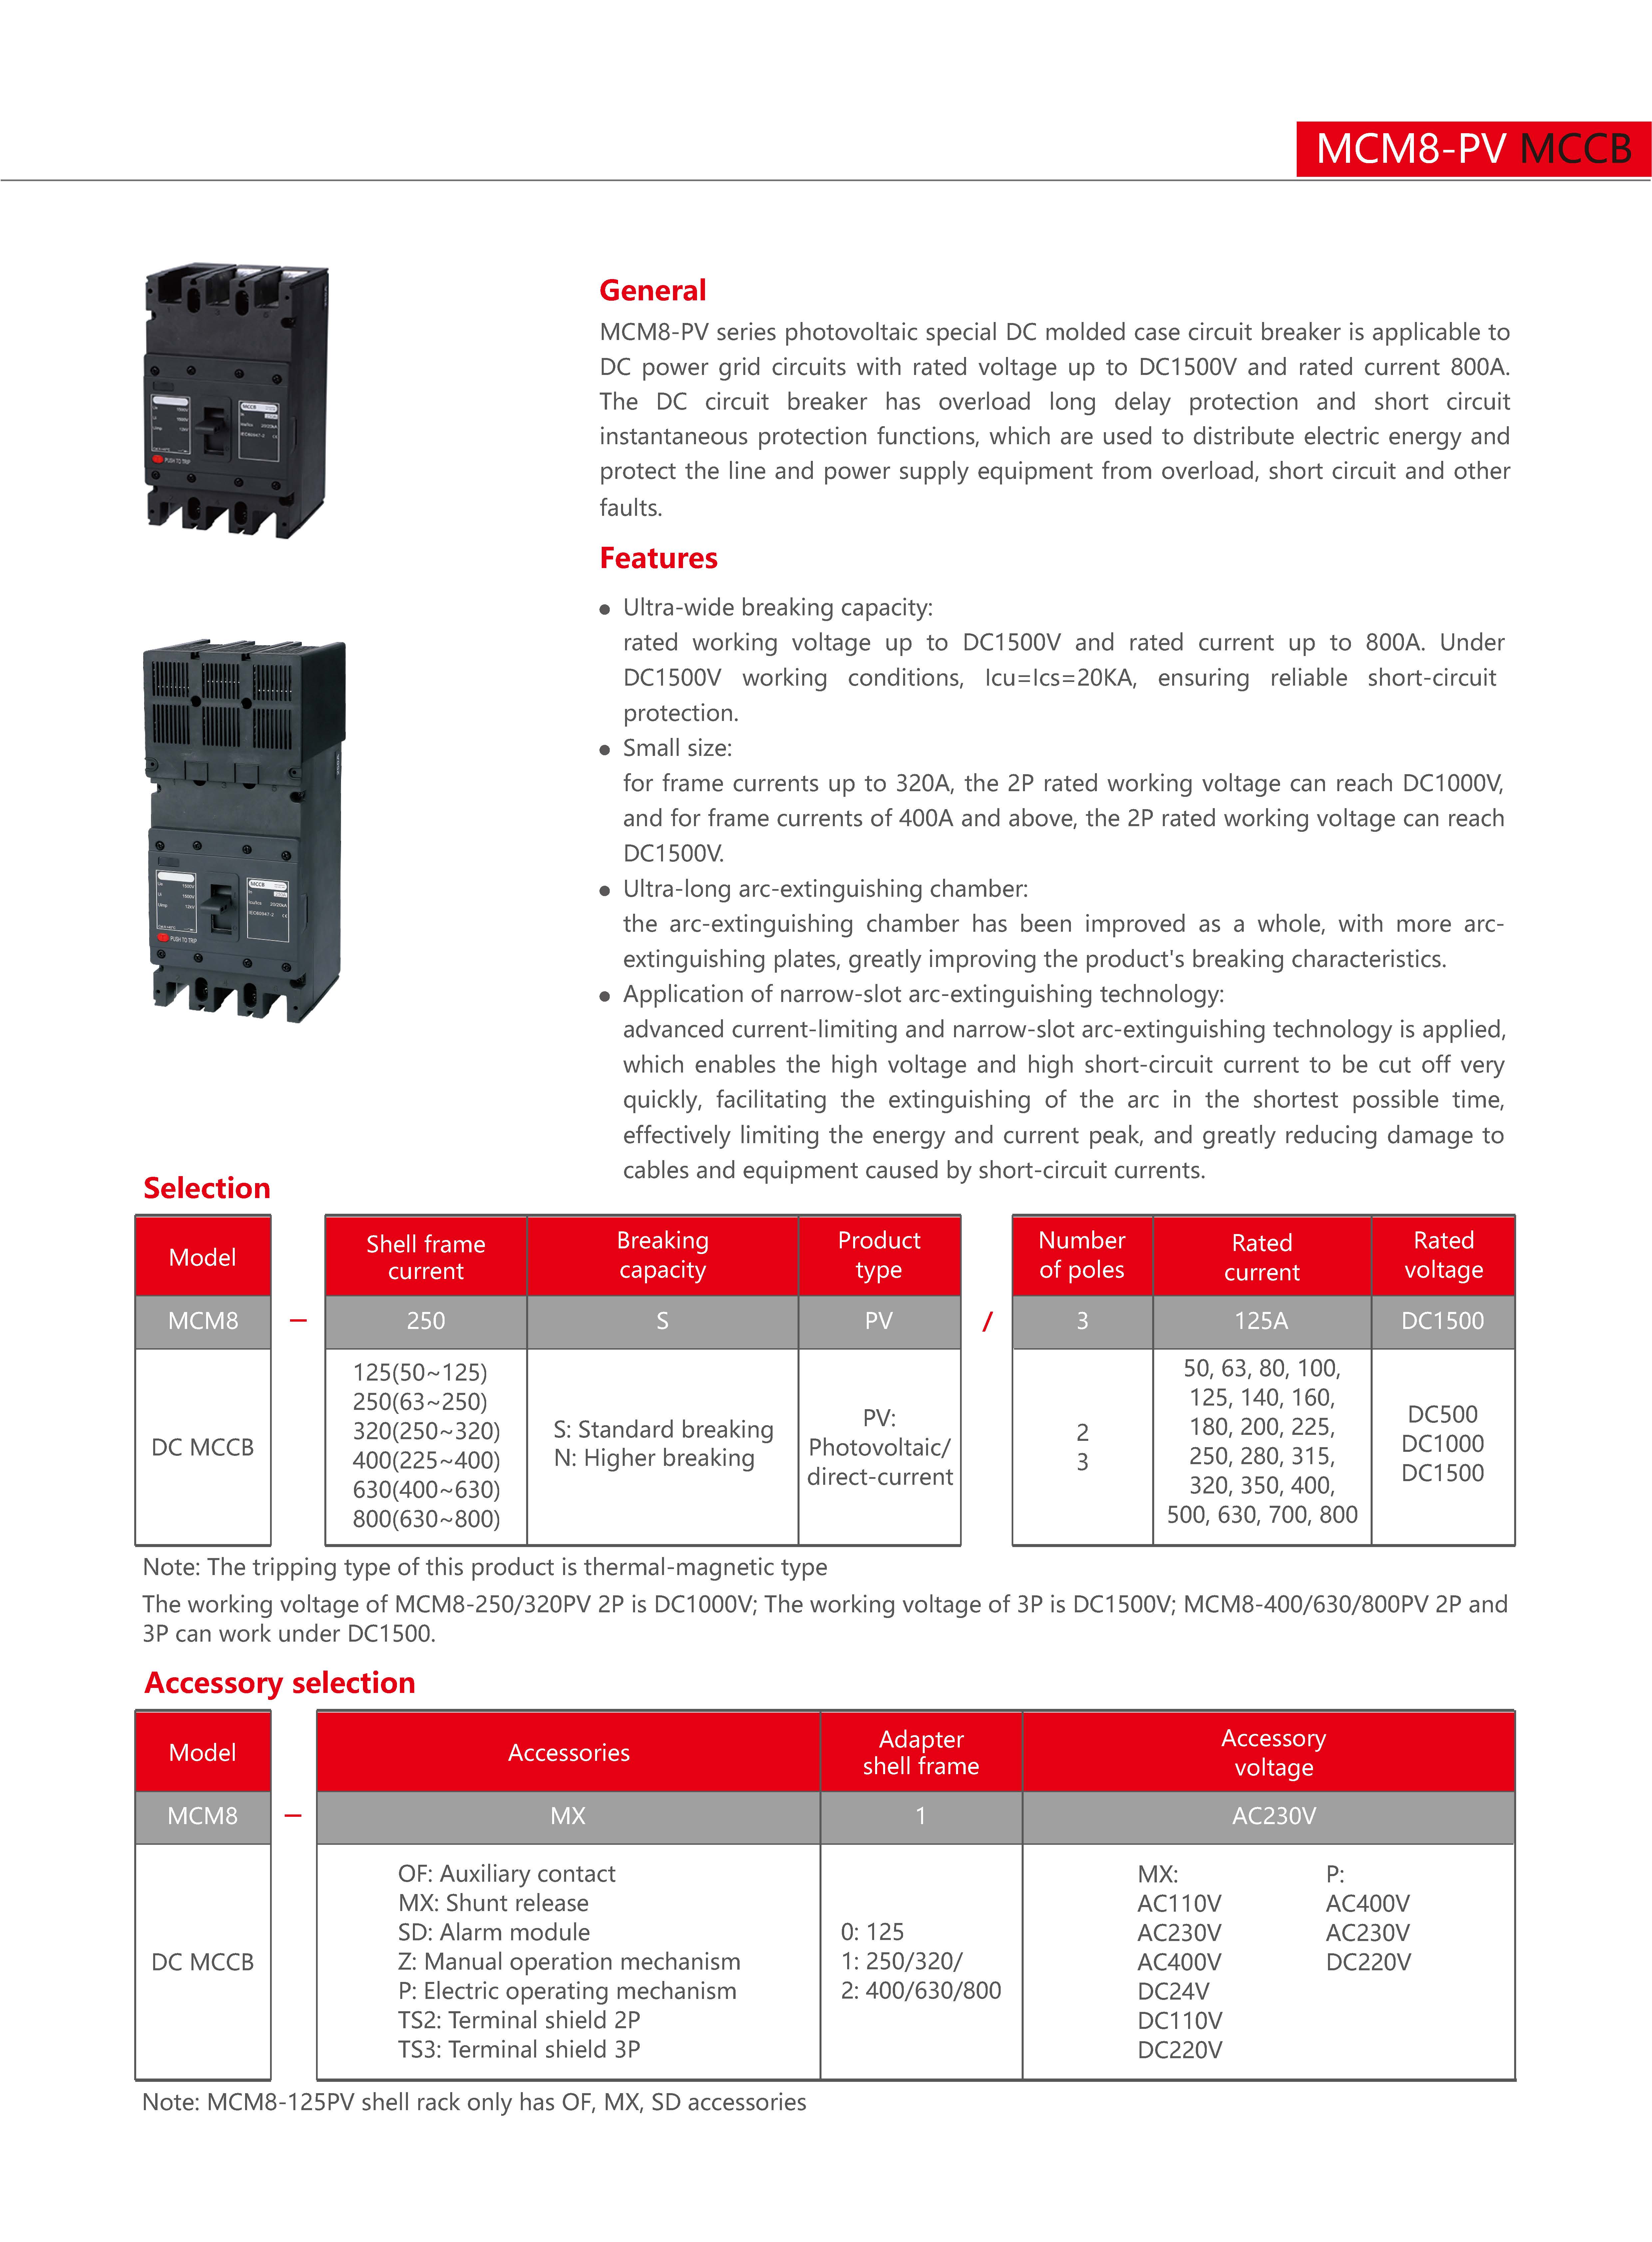 MCM8-PV MCCB
General
MCM8-PV series photovoltaic special DC molded case circuit breaker is applicable to
DC power grid circuits with rated voltage up to DC1500V and rated current 800A.
The DC circuit breaker has overload long delay protection and short circuit
instantaneous protection functions, which are used to distribute electric energy and
protect the line and power supply equipment from overload, short circuit and other
faults.
Features
● Ultra-wide breaking capacity:
rated working voltage up to DC1500V and rated current up to 800A. Under
DC1500V working conditions, Icu=Ics=20KA, ensuring reliable short-circuit
protection.
● Small size:
for frame currents up to 320A, the 2P rated working voltage can reach DC1000V,
and for frame currents of 400A and above, the 2P rated working voltage can reach
DC1500V.
● Ultra-long arc-extinguishing chamber:
the arc-extinguishing chamber has been improved as a whole, with more arc-
extinguishing plates, greatly improving the product's breaking characteristics.
● Application of narrow-slot arc-extinguishing technology:
advanced current-limiting and narrow-slot arc-extinguishing technology is applied,
which enables the high voltage and high short-circuit current to be cut off very
quickly, facilitating the extinguishing of the arc in the shortest possible time,
effectively limiting the energy and current peak, and greatly reducing damage to
cables and equipment caused by short-circuit currents.
MCCB
PUSH TO TRIP
MCCB
PUSH TO TRIP
Selection
Model
Shell frame
current
Breaking
capacity
Product
type
Number
of poles
Rated
current
Rated
voltage
MCM8 – 250 S PV / 3 125A DC1500
DC MCCB
125(50~125)
250(63~250)
320(250~320)
400(225~400)
630(400~630)
800(630~800)
S: Standard breaking
N: Higher breaking
PV:
Photovoltaic/
direct-current
2
3
50, 63, 80, 100,
125, 140, 160,
180, 200, 225,
250, 280, 315,
320, 350, 400,
500, 630, 700, 800
DC500
DC1000
DC1500
Note: The tripping type of this product is thermal-magnetic type
The working voltage of MCM8-250/320PV 2P is DC1000V; The working voltage of 3P is DC1500V; MCM8-400/630/800PV 2P and
3P can work under DC1500.
Accessory selection
Model
Accessories
Adapter
shell frame
Accessory
voltage
MCM8 – MX 1 AC230V
DC MCCB
OF: Auxiliary contact
MX: Shunt release
SD: Alarm module
Z: Manual operation mechanism
P: Electric operating mechanism
TS2: Terminal shield 2P
TS3: Terminal shield 3P
0: 125
1: 250/320/
2: 400/630/800
MX:
AC110V
AC230V
AC400V
DC24V
DC110V
DC220V
P:
AC400V
AC230V
DC220V
Note: MCM8-125PV shell rack only has OF, MX, SD accessories